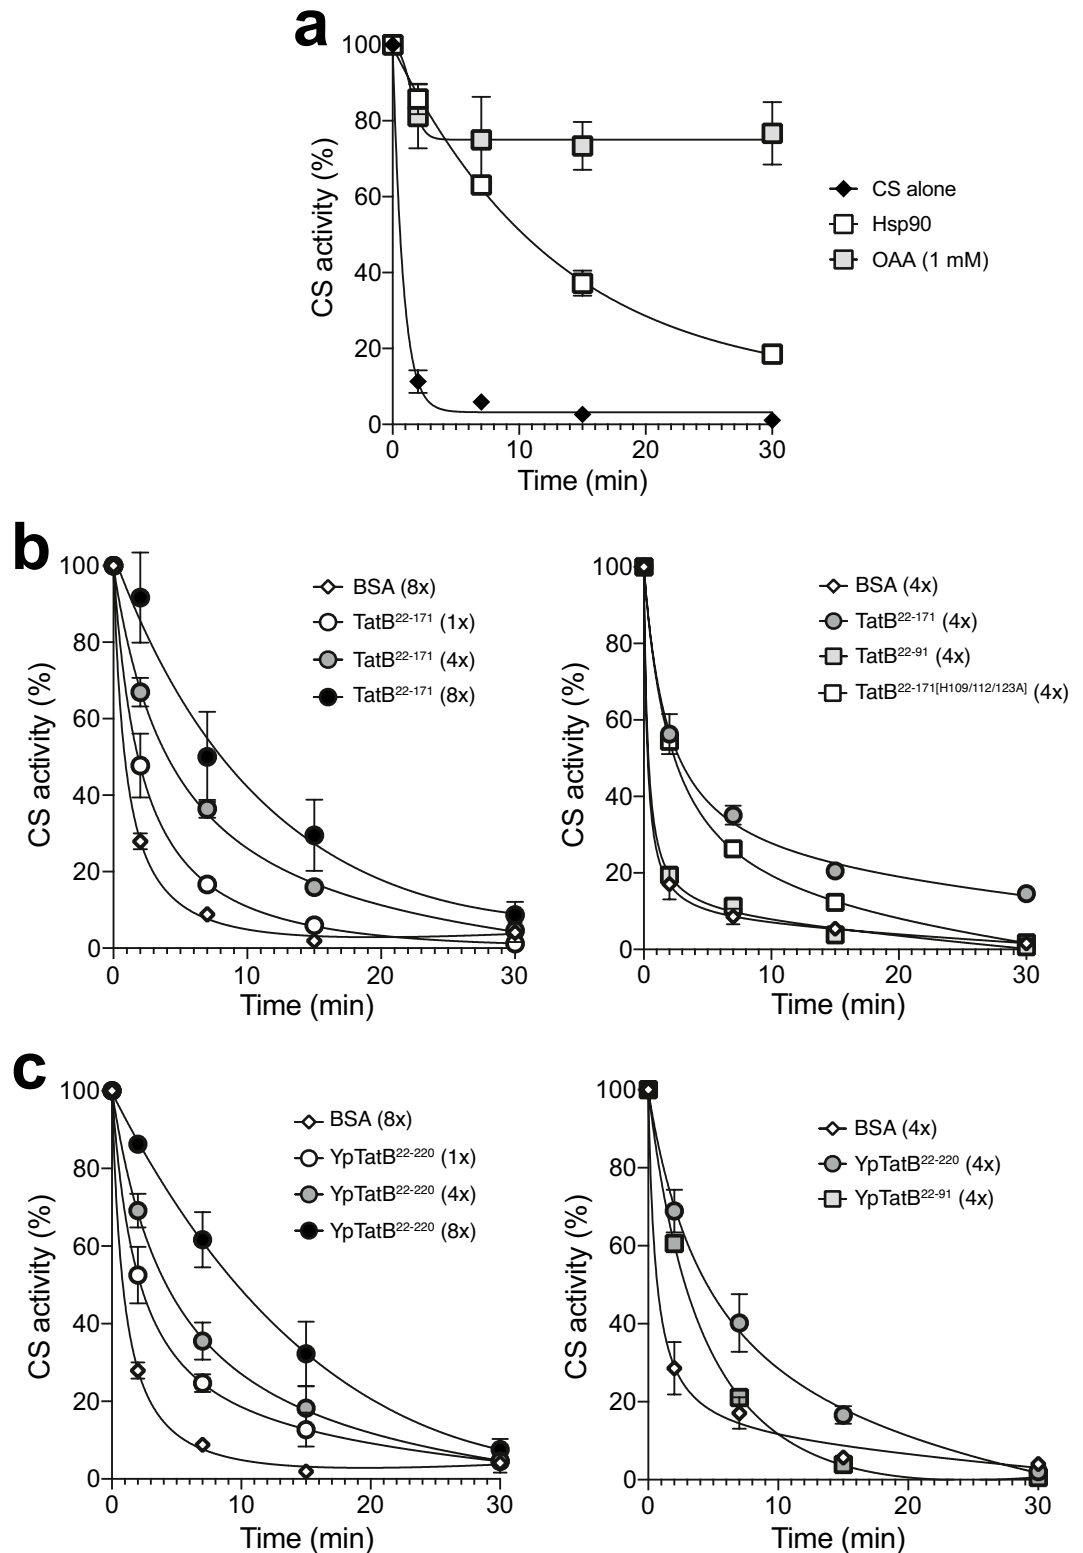 a
100
80
60
40
20
0
CS activity (%)
0 10 20 30
Time (min)
CS alone
Hsp90
OAA (1 mM)
b
100
80
60
40
20
0
CS activity (%)
0 10 20 30
Time (min)
BSA (8x)
TatB22-171 (1x)
TatB22-171 (4x)
TatB22-171 (8x)
100
80
60
40
20
0
CS activity (%)
0 10 20 30
Time (min)
BSA (4x)
TatB22-171 (4x)
TatB22-91 (4x)
TatB22-171[H109/112/123A] (4x)
c
100
80
60
40
20
0
CS activity (%)
0 10 20 30
Time (min)
BSA (8x)
YpTatB22-220 (1x)
YpTatB22-220 (4x)
YpTatB22-220 (8x)
100
80
60
40
20
0
CS activity (%)
0 10 20 30
Time (min)
BSA (4x)
YpTatB22-220 (4x)
YpTatB22-91 (4x)